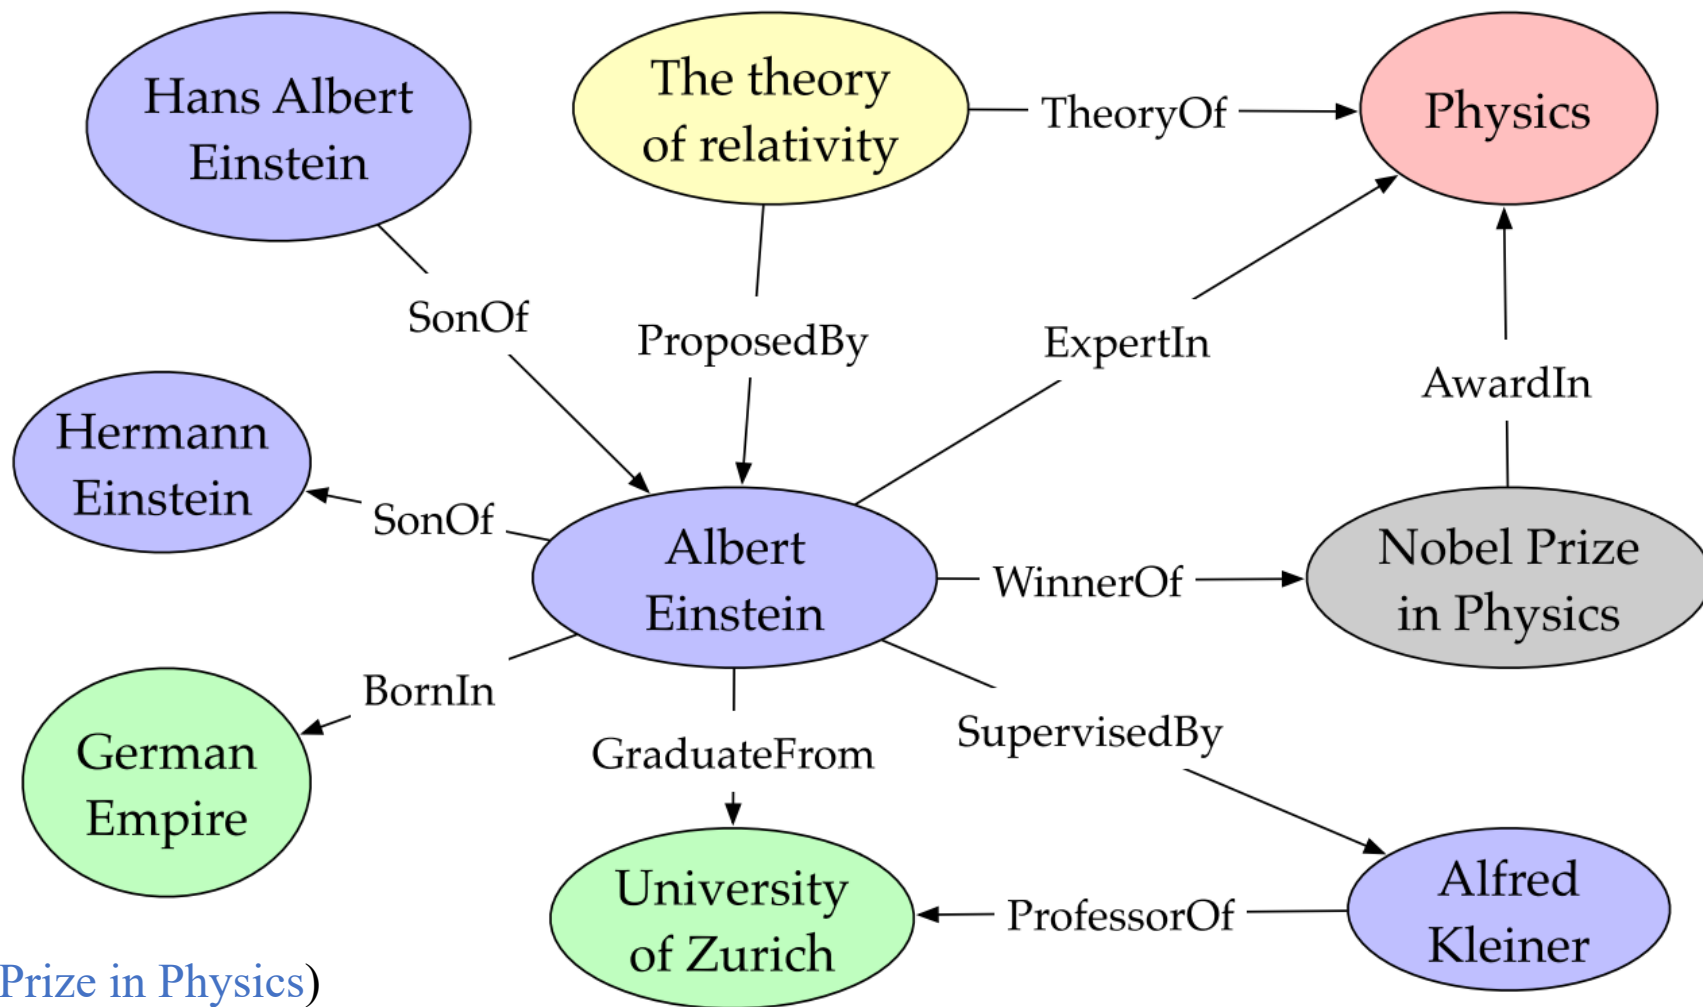 Hans Albert
Einstein
The theory
of relativity
TheoryOf
Physics
SonOf
ProposedBy
ExpertIn
AwardIn
Hermann
Einstein
SonOf
Albert
Einstein
WinnerOf
Nobel Prize
in Physics
BornIn
German
Empire
GraduateFrom
SupervisedBy
University
of Zurich
ProfessorOf
Alfred
Kleiner
Prize in Physics)